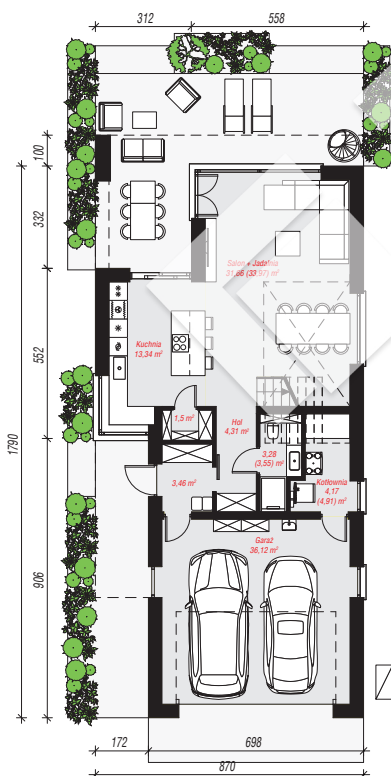 312
558
100
332
552
1790
906
Salon + Jadalnia
31,66 (33,97) m²
Kuchnia
13,34 m²
1,5 m²
Hol
4,31 m²
3,28
(3,55) m²
Kotłownia
4,17
(4,91) m²
3,46 m²
Garaż
36,12 m²
172
698
870